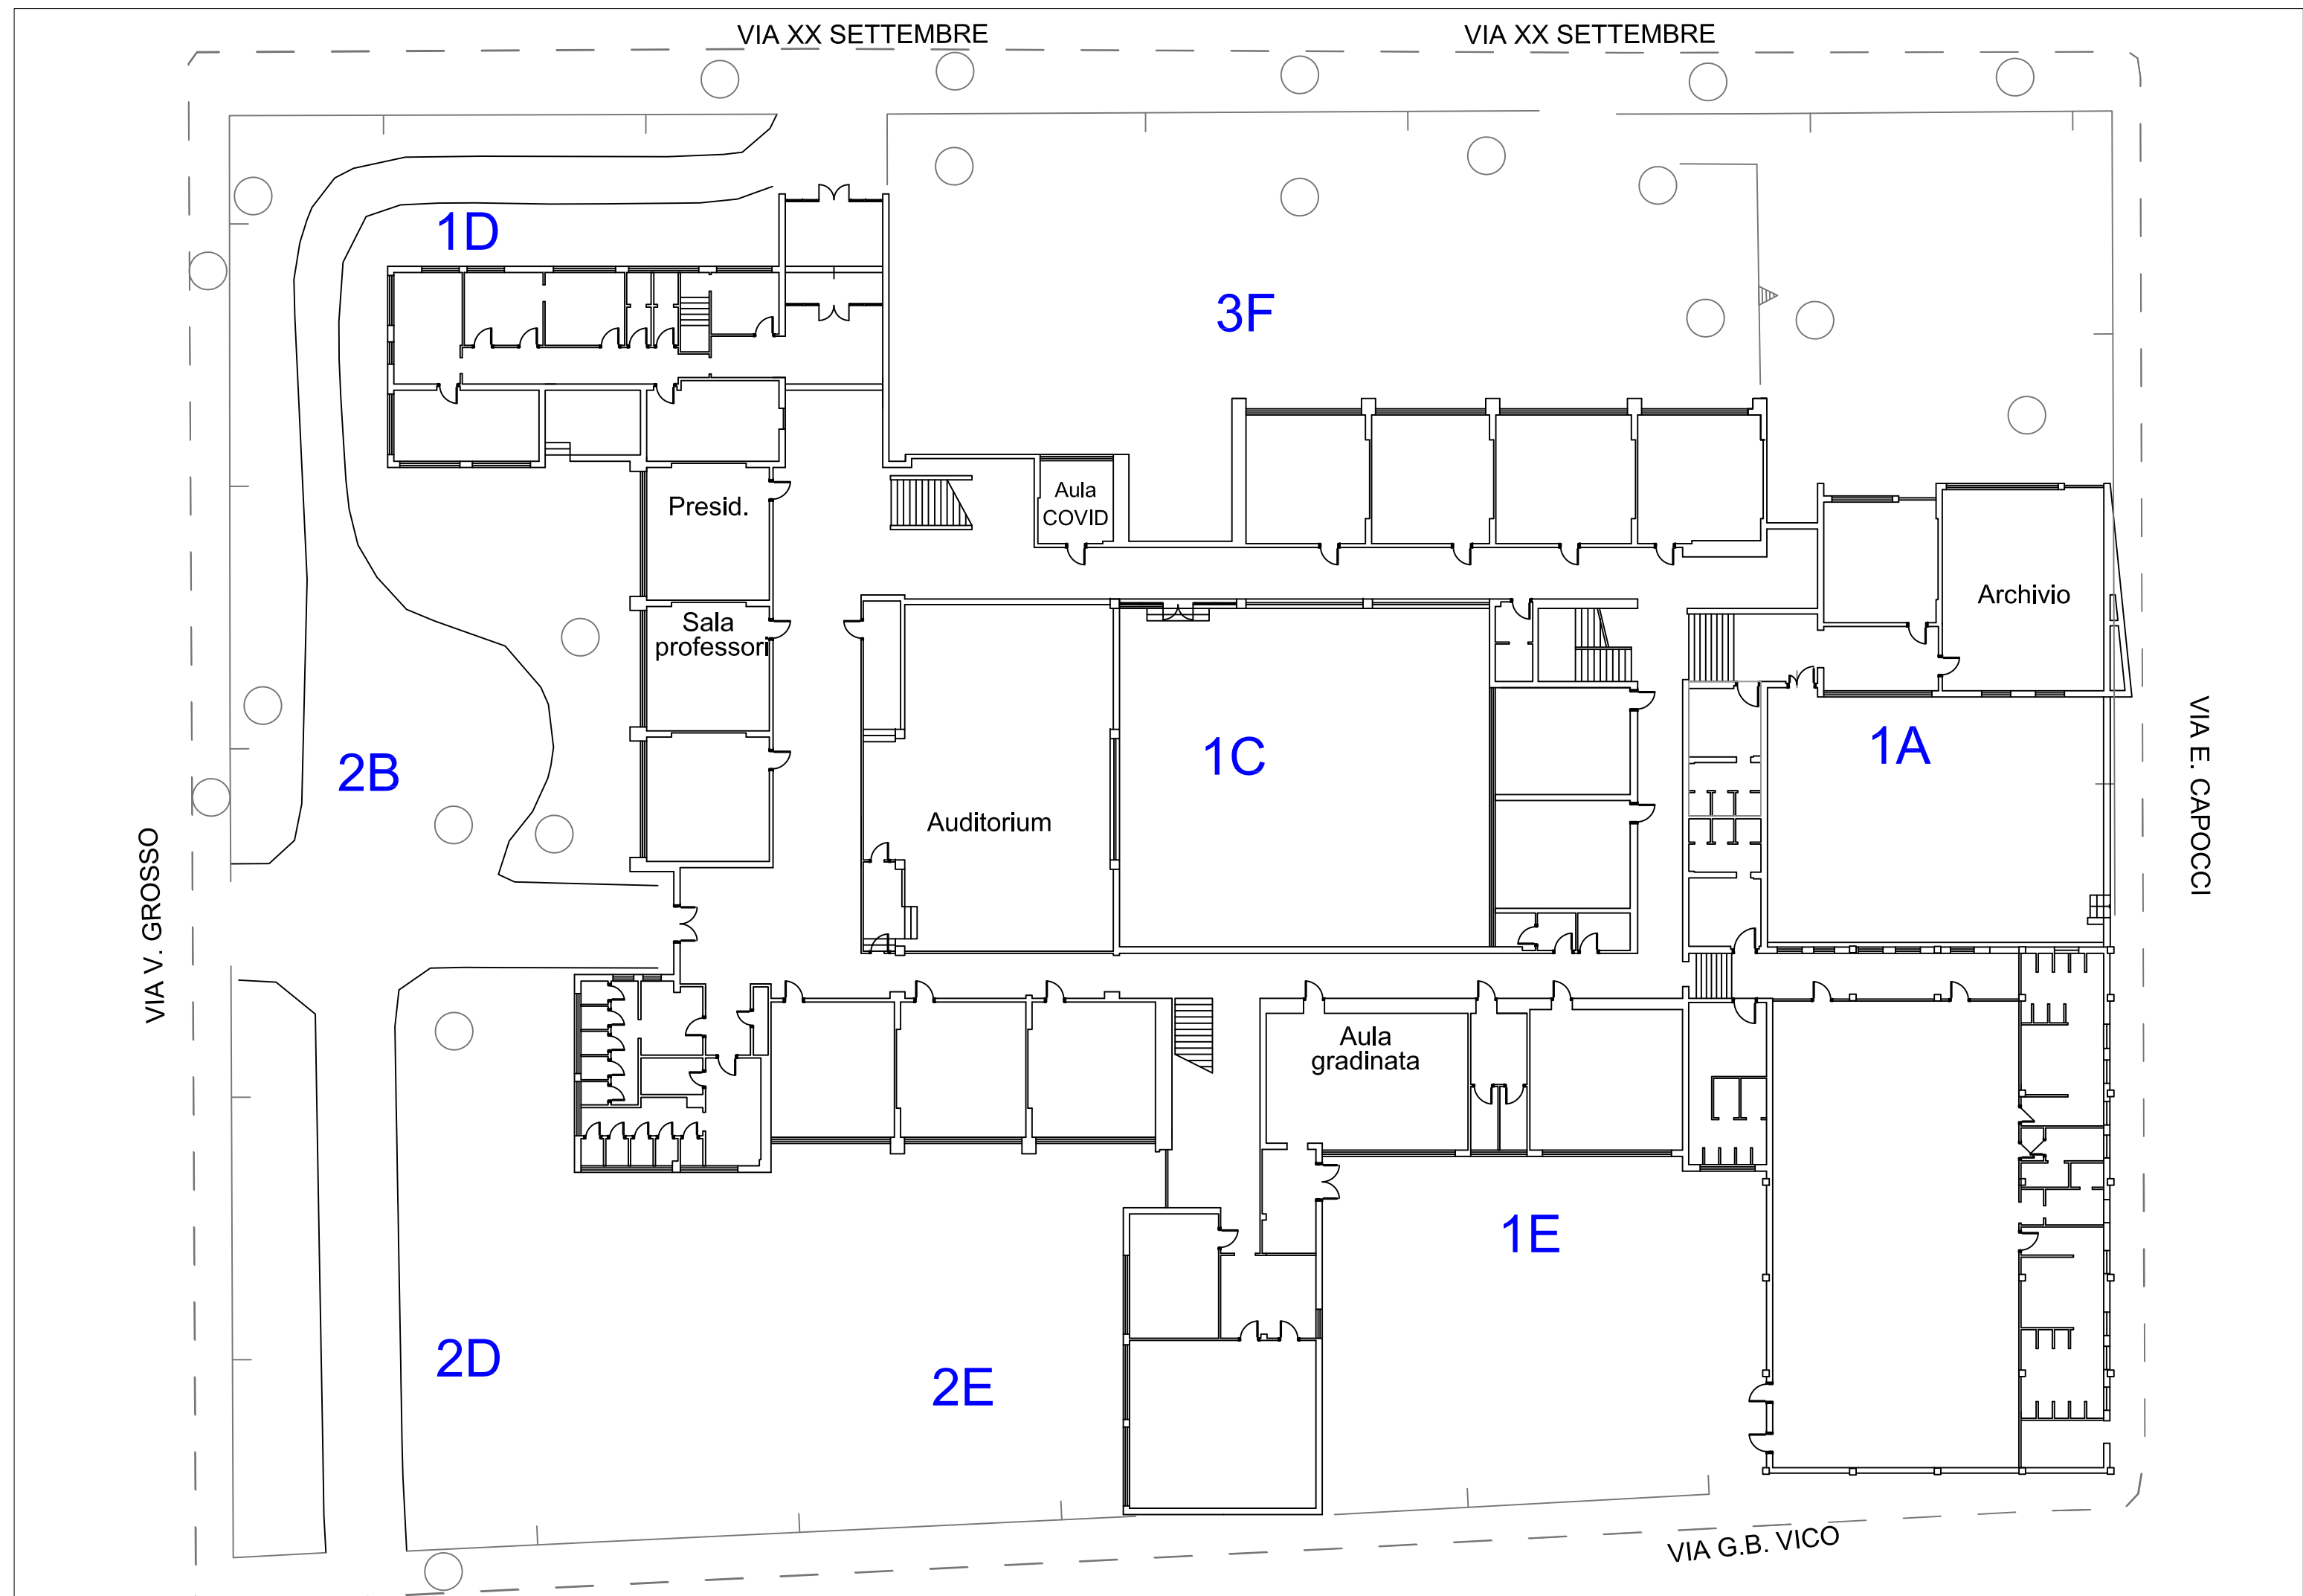 VIA XX SETTEMBRE
VIA XX SETTEMBRE
1D
3F
Aula
COVID
Presid.
Archivio
Sala
professori
1A
1C
2B
VIA E. CAPOCCI
Auditorium
VIA V. GROSSO
Aula
gradinata
1E
2D
2E
VIA G.B. VICO